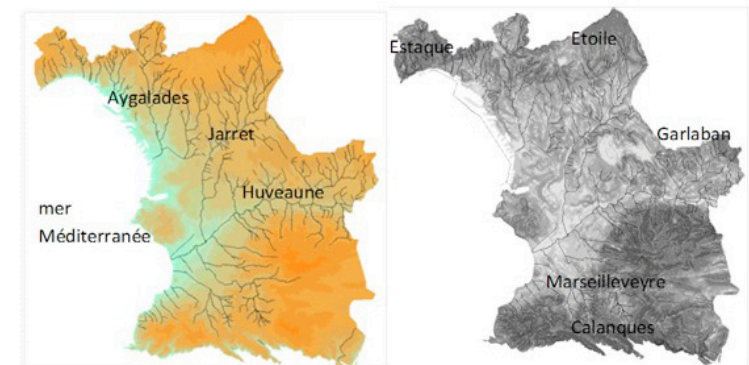 Aygalades
Jarret
Huveaune
mer
Méditerranée
Estaque
Etoile
Garlaban
Marseilleveyre
Calanques